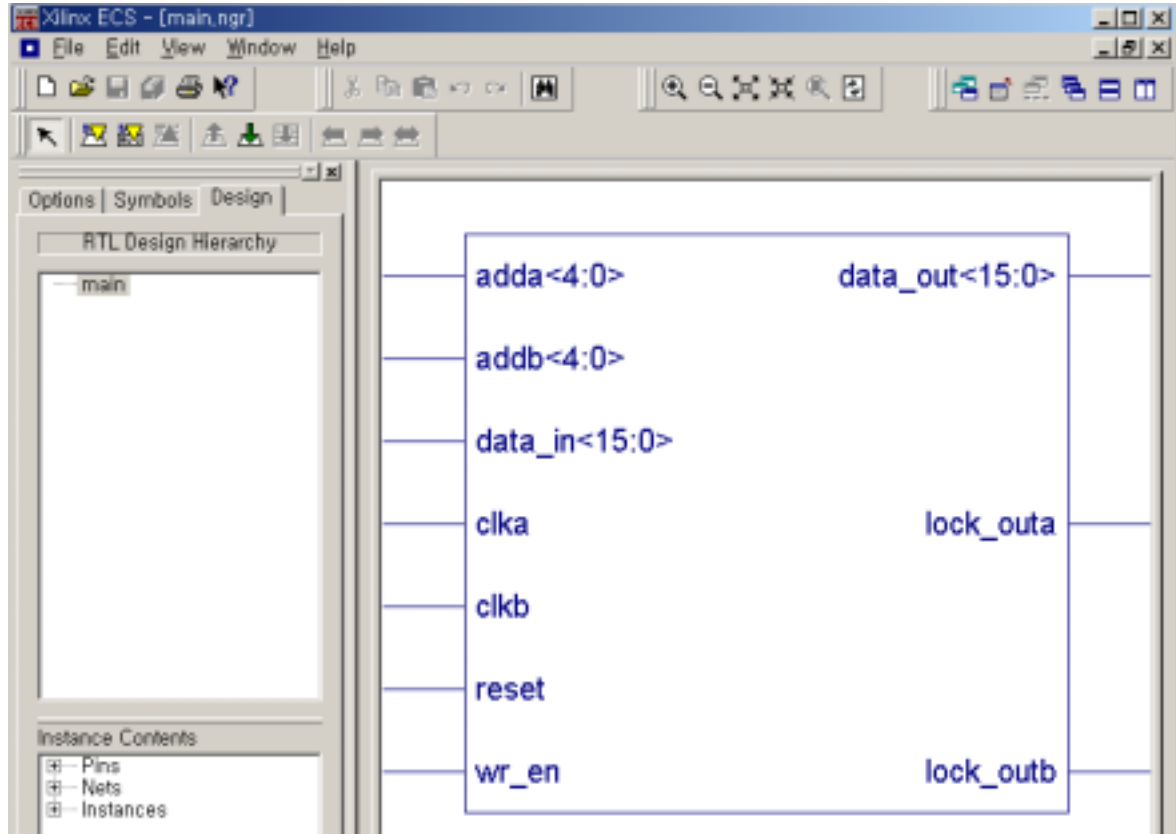 Xilinx ECS - [main.ngr]
File Edit View Window Help
Options Symbols Design
RTL Design Hierarchy
main
Instance Contents
Pins
Nets
Instances
adda<4:0> data_out<15:0>
addb<4:0>
data_in<15:0>
clka lock_outa
clkb
reset
wr_en lock_outb